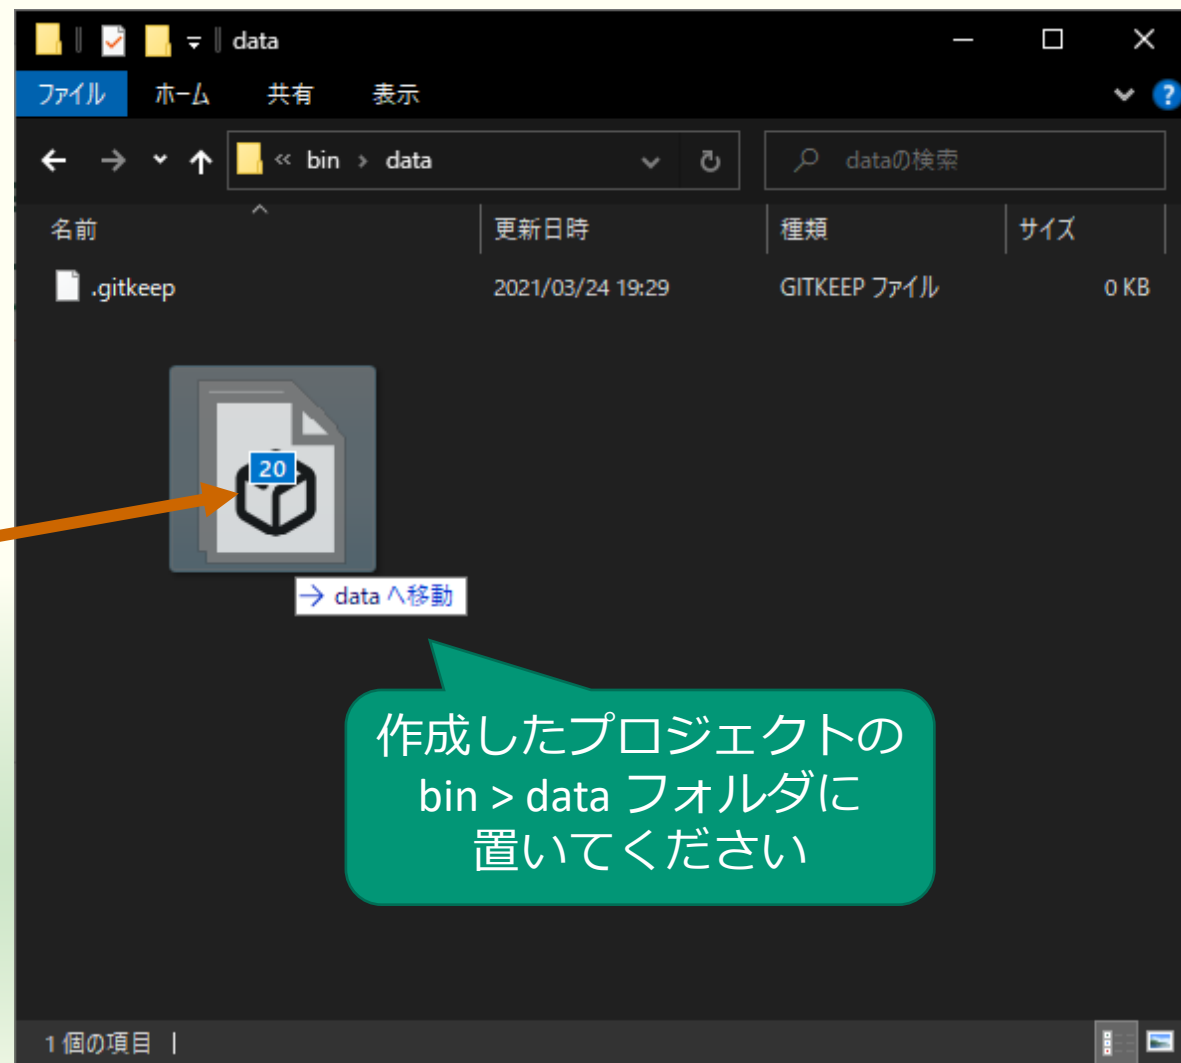 data
ファイル ホーム 共有 表示
« bin › data dataの検索
名前 更新日時 種類 サイズ
.gitkeep 2021/03/24 19:29 GITKEEP ファイル 0 KB
20
→ data へ移動
作成したプロジェクトの
bin > data フォルダに
置いてください
1 個の項目